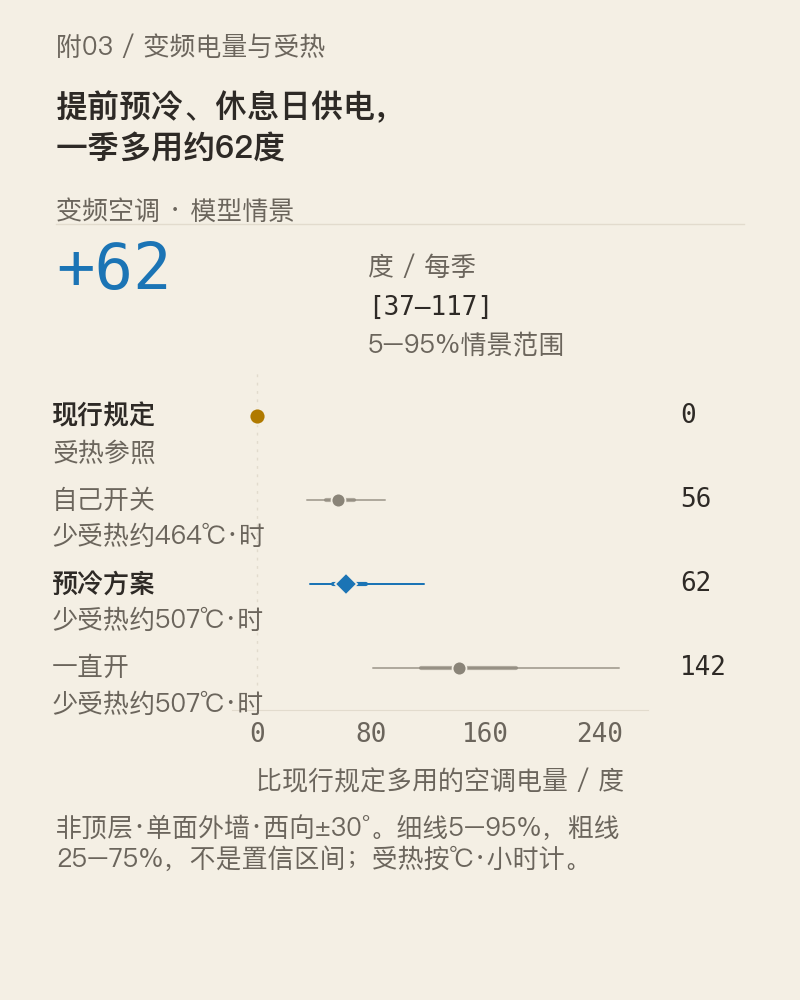 附03 / 变频电量与受热
提前预冷、休息日供电,
一季多用约62度
变频空调 · 模型情景
+62
度 / 每季
[37—117]
5—95%情景范围
现行规定
0
受热参照
自己开关
56
少受热约464℃·时
预冷方案
62
少受热约507℃·时
一直开
142
少受热约507℃·时
0 80 160 240
比现行规定多用的空调电量 / 度
非顶层·单面外墙·西向±30°。细线5—95%，粗线
25—75%，不是置信区间；受热按℃·小时计。